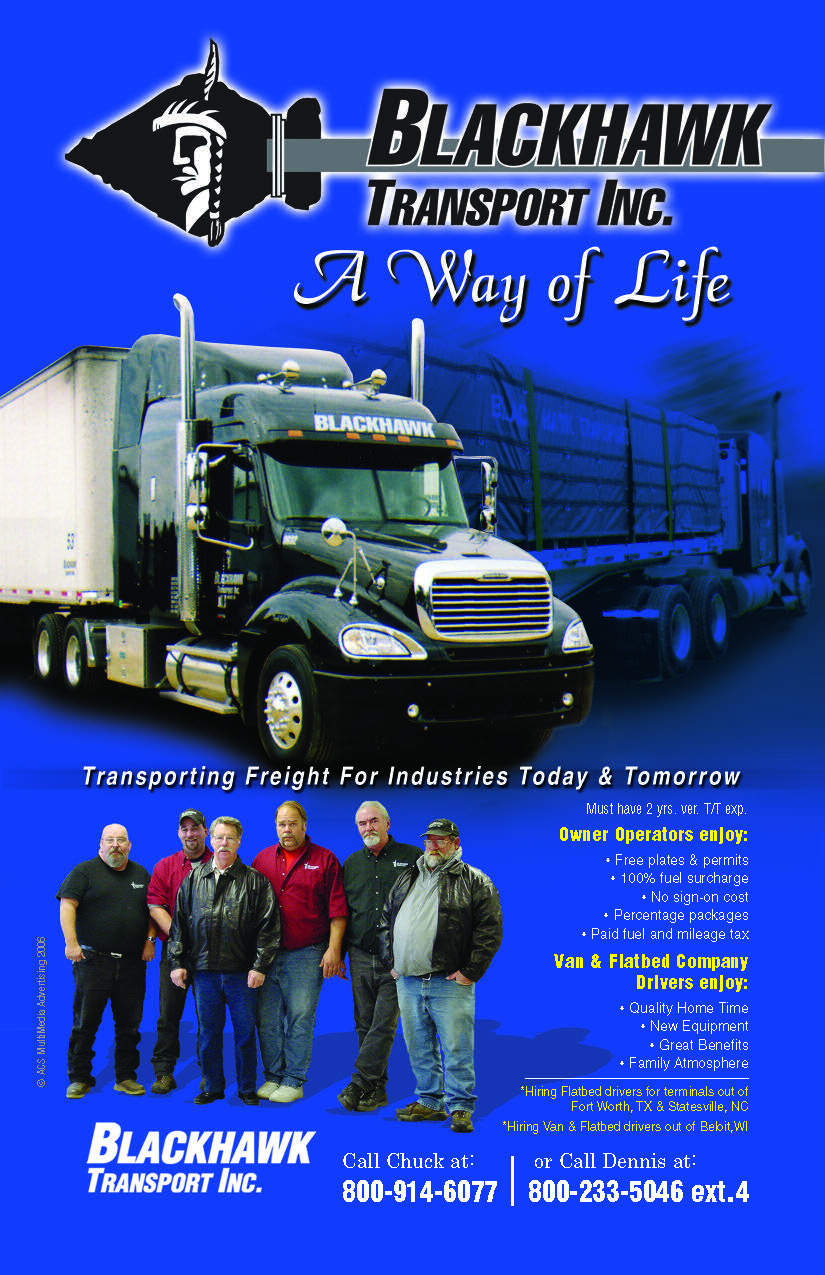 BLACKHAWK
TRANSPORT INC.
A Way of Life
BLACKHAWK
53'
Transporting Freight For Industries Today & Tomorrow
Must have 2 yrs. ver. T/T exp.
Owner Operators enjoy:
• Free plates & permits
• 100% fuel surcharge
• No sign-on cost
• Percentage packages
• Paid fuel and mileage tax
Van & Flatbed Company
Drivers enjoy:
• Quality Home Time
• New Equipment
• Great Benefits
• Family Atmosphere
*Hiring Flatbed drivers for terminals out of
Fort Worth, TX & Statesville, NC
*Hiring Van & Flatbed drivers out of Beloit,WI
© ACS MultiMedia Advertising 2006
BLACKHAWK
TRANSPORT INC.
Call Chuck at:
800-914-6077
or Call Dennis at:
800-233-5046 ext.4